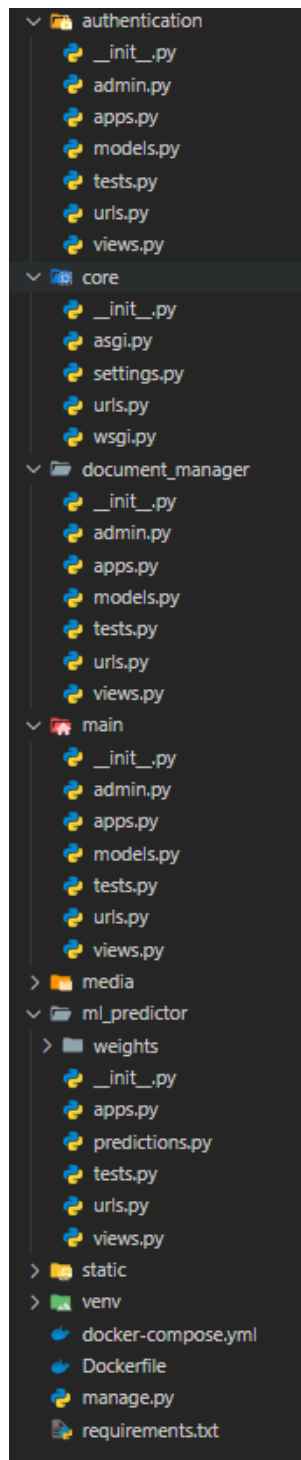 authentication
__init__.py
admin.py
apps.py
models.py
tests.py
urls.py
views.py
core
__init__.py
asgi.py
settings.py
urls.py
wsgi.py
document_manager
__init__.py
admin.py
apps.py
models.py
tests.py
urls.py
views.py
main
__init__.py
admin.py
apps.py
models.py
tests.py
urls.py
views.py
media
ml_predictor
weights
__init__.py
apps.py
predictions.py
tests.py
urls.py
views.py
static
venv
docker-compose.yml
Dockerfile
manage.py
requirements.txt